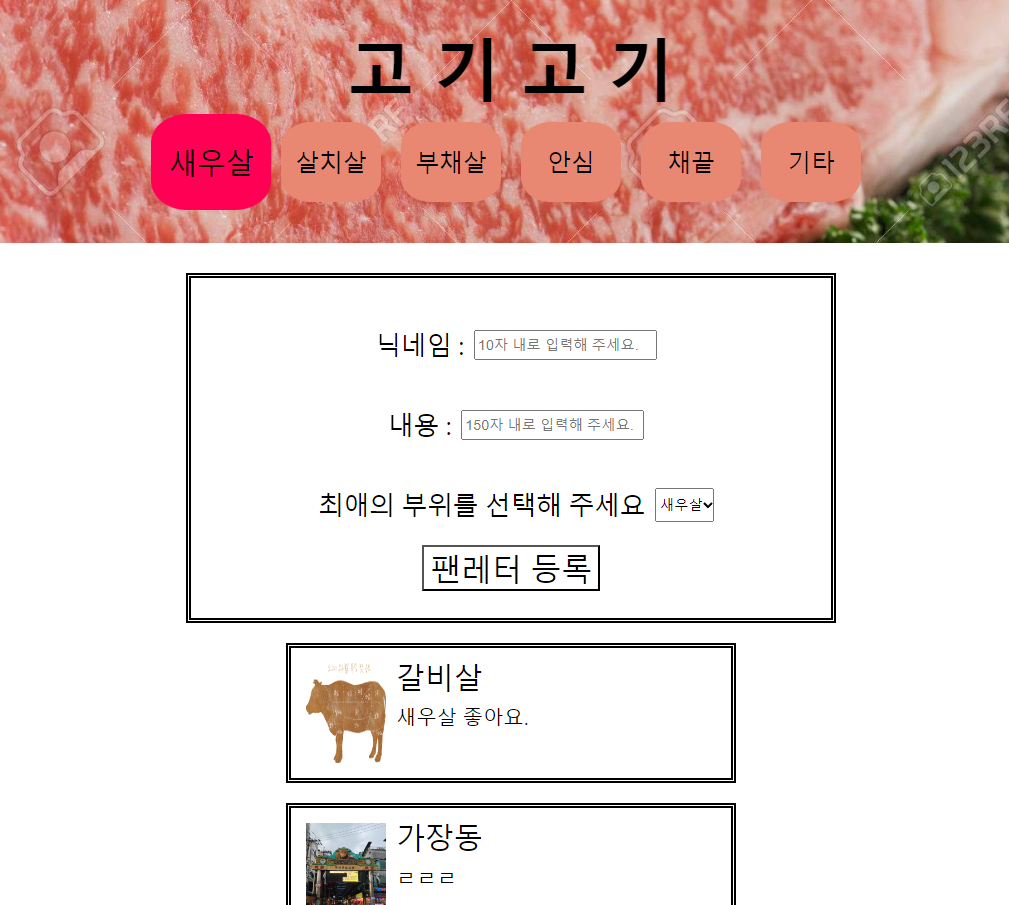 고 기 고 기
새우살 살치살 부채살 안심 채끝 기타
123RF
닉네임 : 10자 내로 입력해 주세요.
내용 : 150자 내로 입력해 주세요.
최애의 부위를 선택해 주세요 새우살
팬레터 등록
갈비살
새우살 좋아요.
가장동
ㄹㄹㄹ